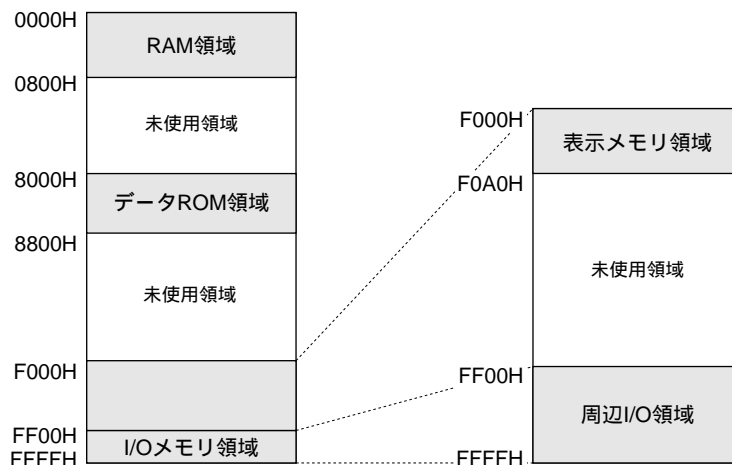 0000H
RAM領域
0800H
未使用領域
8000H
データROM領域
8800H
未使用領域
F000H
FF00H
I/Oメモリ領域
FFFFH
F000H
表示メモリ領域
F0A0H
未使用領域
FF00H
周辺I/O領域
FFFFH